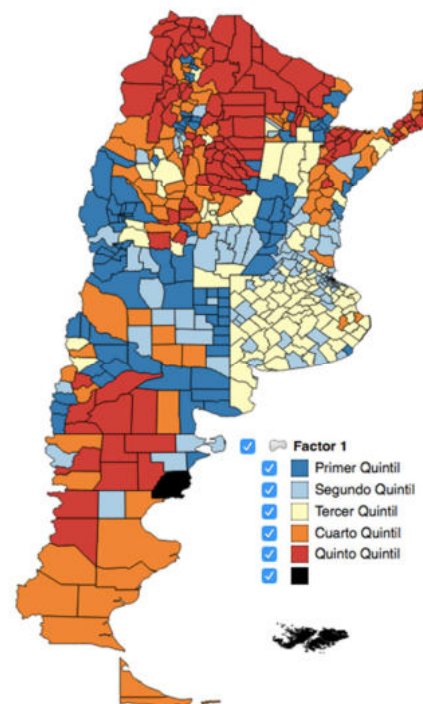 Factor 1
Primer Quintil
Segundo Quintil
Tercer Quintil
Cuarto Quintil
Quinto Quintil